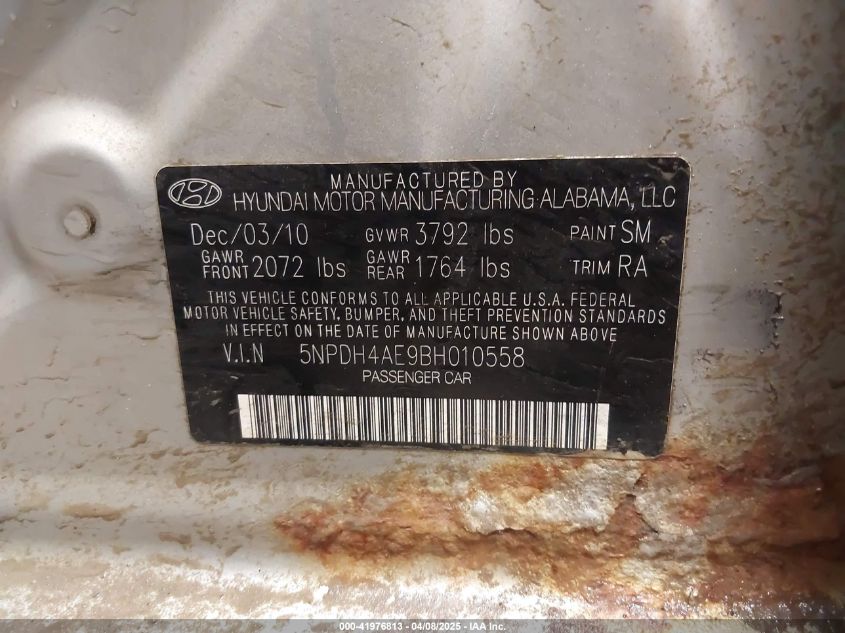 MANUFACTURED BY
HYUNDAI MOTOR MANUFACTURING ALABAMA, LLC
Dec/03/10 GVWR 3792 lbs PAINT SM
GAWR FRONT 2072 lbs GAWR REAR 1764 lbs TRIM RA
THIS VEHICLE CONFORMS TO ALL APPLICABLE U.S.A. FEDERAL
MOTOR VEHICLE SAFETY, BUMPER, AND THEFT PREVENTION STANDARDS
IN EFFECT ON THE DATE OF MANUFACTURE SHOWN ABOVE
V.I.N 5NPDH4AE9BH010558
PASSENGER CAR
000-41976813 - 04/08/2025 - IAA Inc.